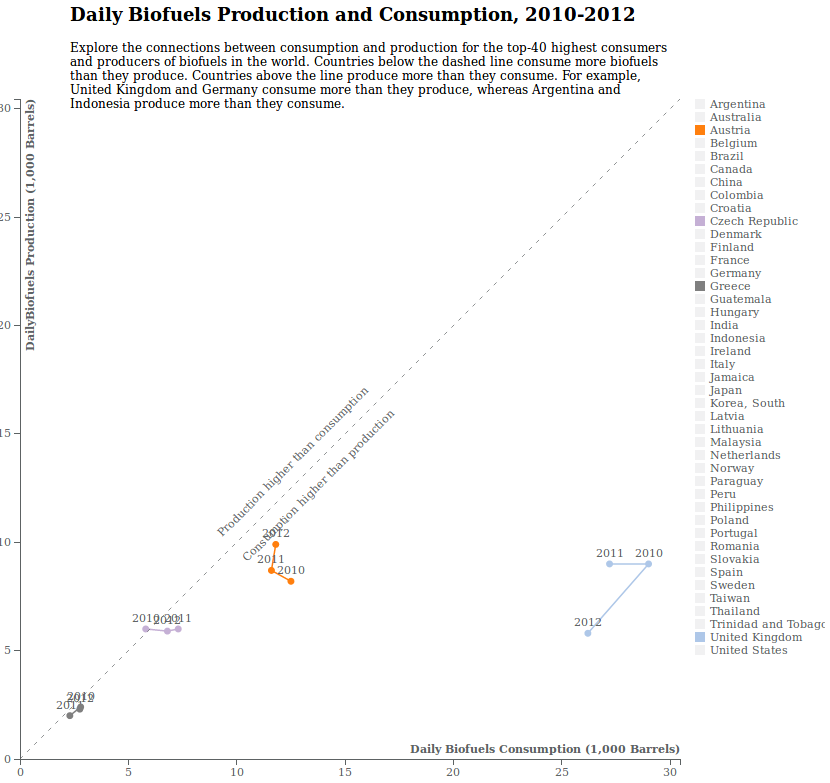 Daily Biofuels Production and Consumption, 2010-2012
Explore the connections between consumption and production for the top-40 highest consumers
and producers of biofuels in the world. Countries below the dashed line consume more biofuels
than they produce. Countries above the line produce more than they consume. For example,
United Kingdom and Germany consume more than they produce, whereas Argentina and
Indonesia produce more than they consume.
DailyBiofuels Production (1,000 Barrels)
30
25
20
15
10
5
0
Production higher than consumption
Consumption higher than production
2012
2011
2010
2011
2010
2012
2010
2012
2011
2010
2012
2011
Daily Biofuels Consumption (1,000 Barrels)
0
5
10
15
20
25
30
Argentina
Australia
Austria
Belgium
Brazil
Canada
China
Colombia
Croatia
Czech Republic
Denmark
Finland
France
Germany
Greece
Guatemala
Hungary
India
Indonesia
Ireland
Italy
Jamaica
Japan
Korea, South
Latvia
Lithuania
Malaysia
Netherlands
Norway
Paraguay
Peru
Philippines
Poland
Portugal
Romania
Slovakia
Spain
Sweden
Taiwan
Thailand
Trinidad and Tobago
United Kingdom
United States